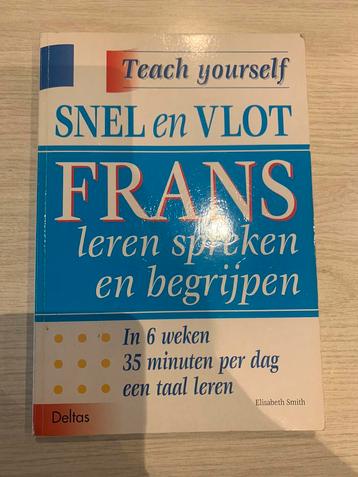 Teach yourself
SNEL en VLOT
FRANS
leren spreken
en begrijpen
In 6 weken
35 minuten per dag
een taal leren
Elisabeth Smith
Deltas